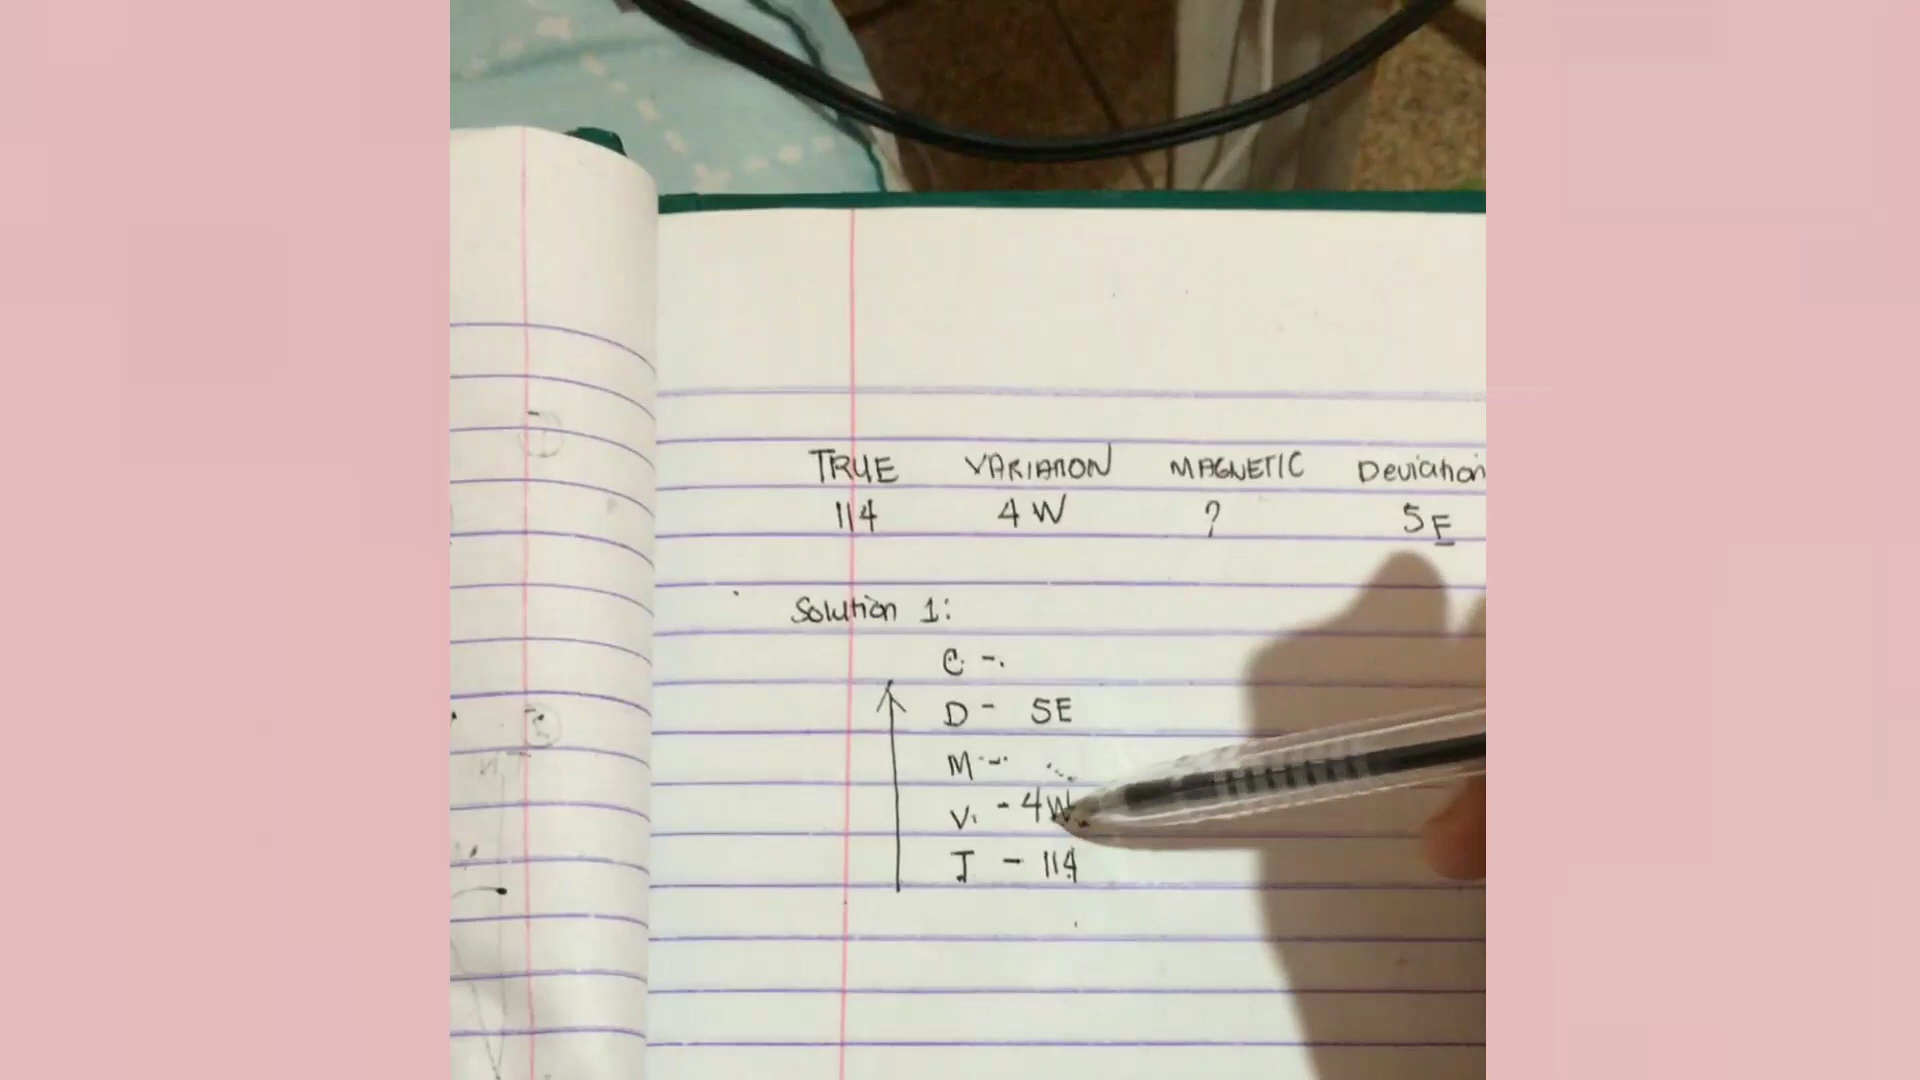 TRUE VARIATION MAGNETIC Deviation
114 4 W ? 5 E
Solution 1:
C -
D - 5E
M -
V - 4W
T - 114